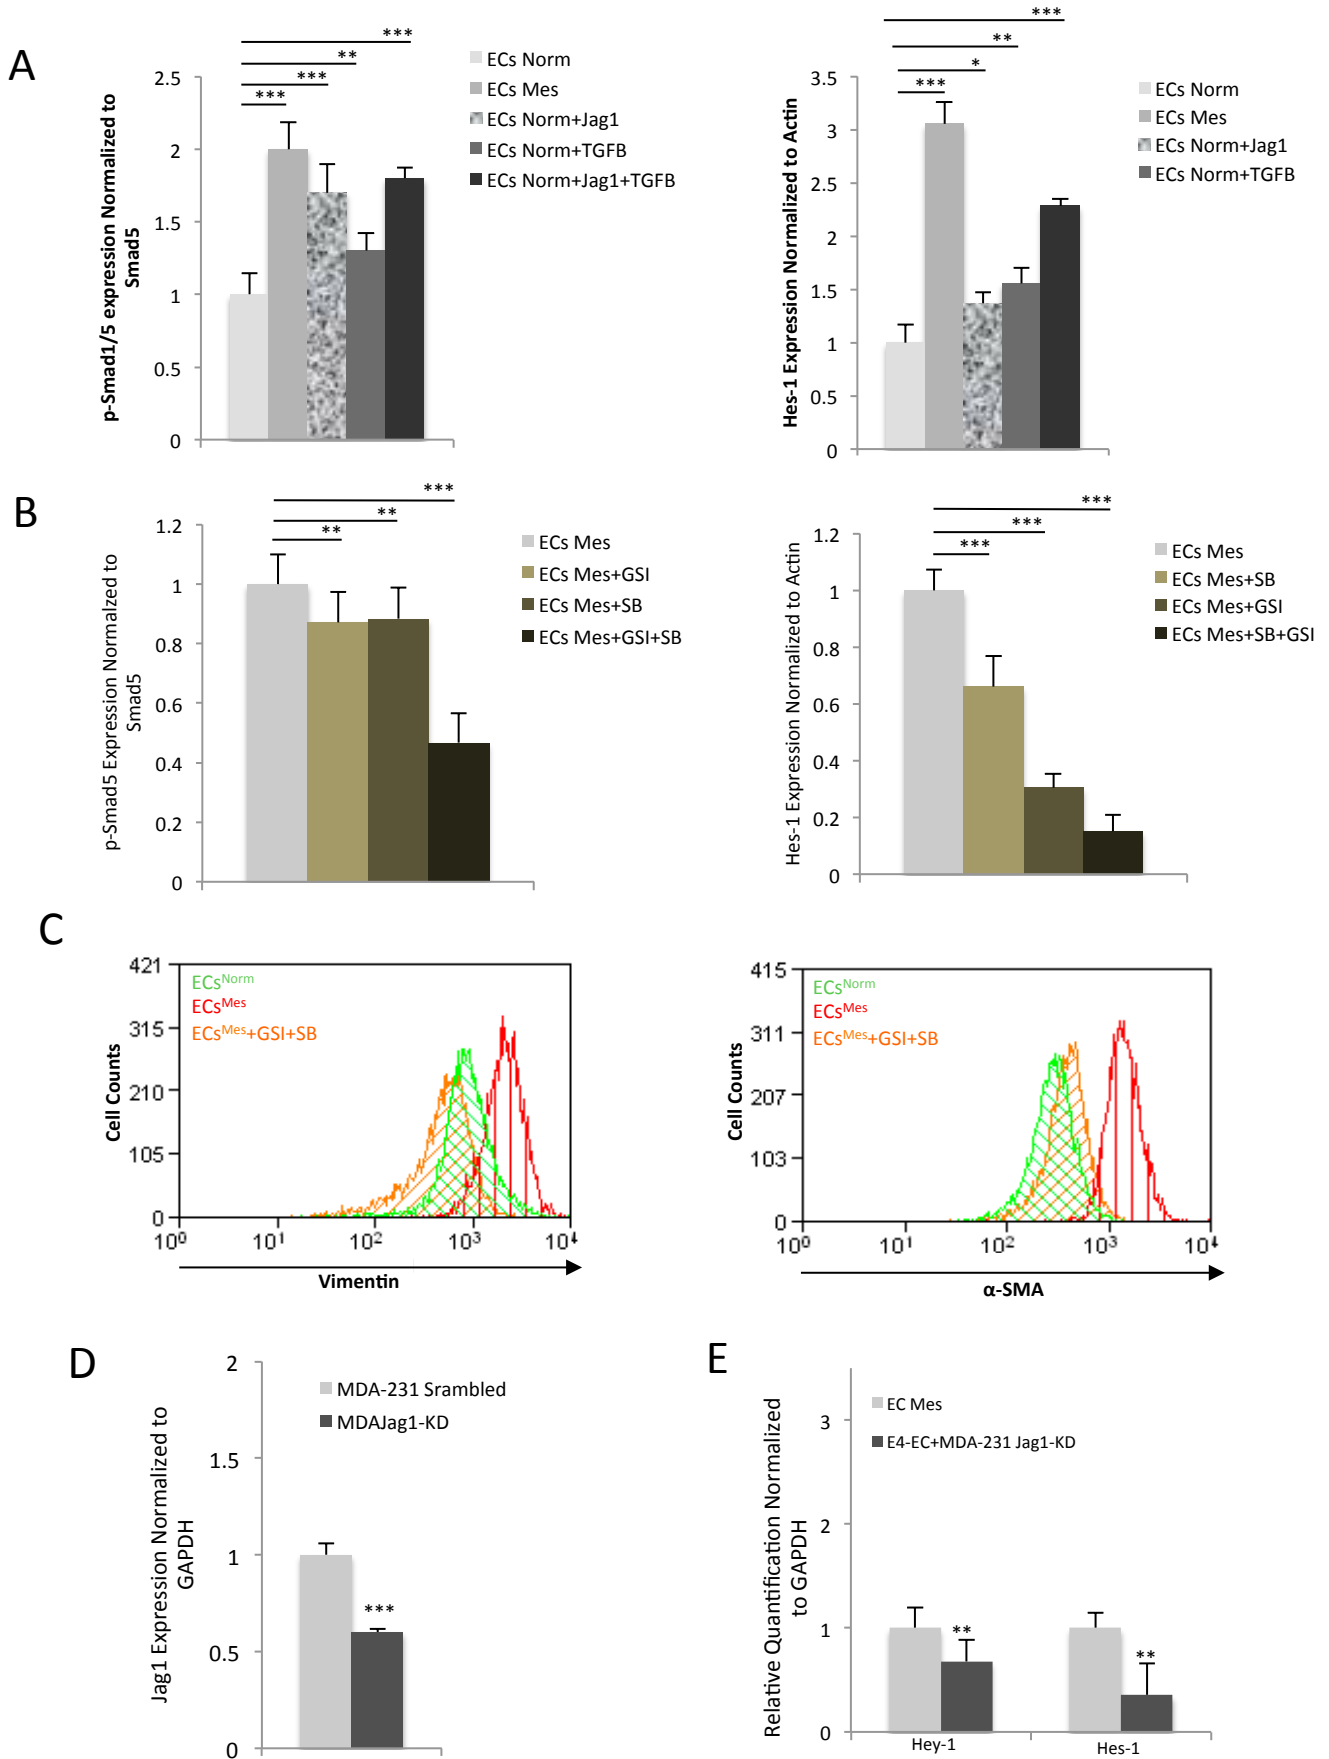 A
***
**
***
***
2.5
2
1.5
1
0.5
0
p-Smad1/5 expression Normalized to
Smad5
ECs Norm
ECs Mes
ECs Norm+Jag1
ECs Norm+TGFB
ECs Norm+Jag1+TGFB
***
**
*
***
3.5
3
2.5
2
1.5
1
0.5
0
Hes-1 Expression Normalized to Actin
ECs Norm
ECs Mes
ECs Norm+Jag1
ECs Norm+TGFB
B
***
**
**
1.2
1
0.8
0.6
0.4
0.2
0
p-Smad5 Expression Normalized to
Smad5
ECs Mes
ECs Mes+GSI
ECs Mes+SB
ECs Mes+GSI+SB
***
***
***
1.2
1
0.8
0.6
0.4
0.2
0
Hes-1 Expression Normalized to Actin
ECs Mes
ECs Mes+SB
ECs Mes+GSI
ECs Mes+SB+GSI
C
421
315
210
105
0
Cell Counts
ECsNorm
ECsMes
ECsMes+GSI+SB
10⁰ 10¹ 10² 10³ 10⁴
Vimentin
415
311
207
103
0
Cell Counts
ECsNorm
ECsMes
ECsMes+GSI+SB
10⁰ 10¹ 10² 10³ 10⁴
α-SMA
D
2
1.5
1
0.5
0
Jag1 Expression Normalized to
GAPDH
MDA-231 Srambled
MDAJag1-KD
***
E
3
2
1
0
Relative Quantification Normalized
to GAPDH
EC Mes
E4-EC+MDA-231 Jag1-KD
**
**
Hey-1
Hes-1